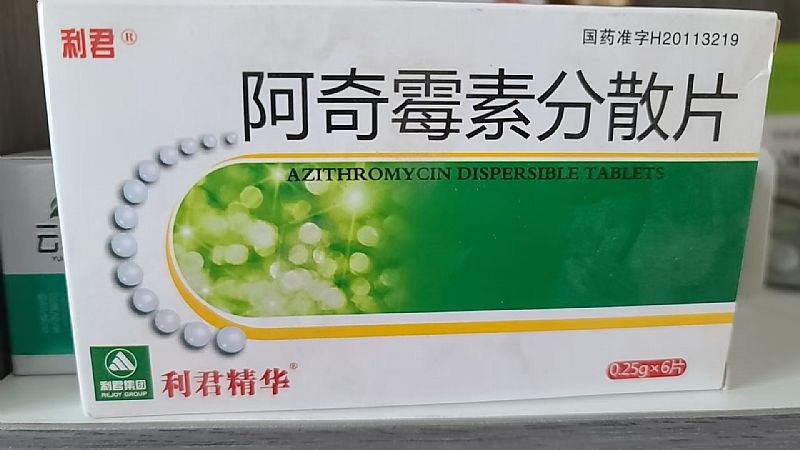 利君®
国药准字H20113219
阿奇霉素分散片
AZITHROMYCIN DISPERSIBLE TABLETS
利君集团
REJOY GROUP
利君精华®
0.25g×6片
云
YU